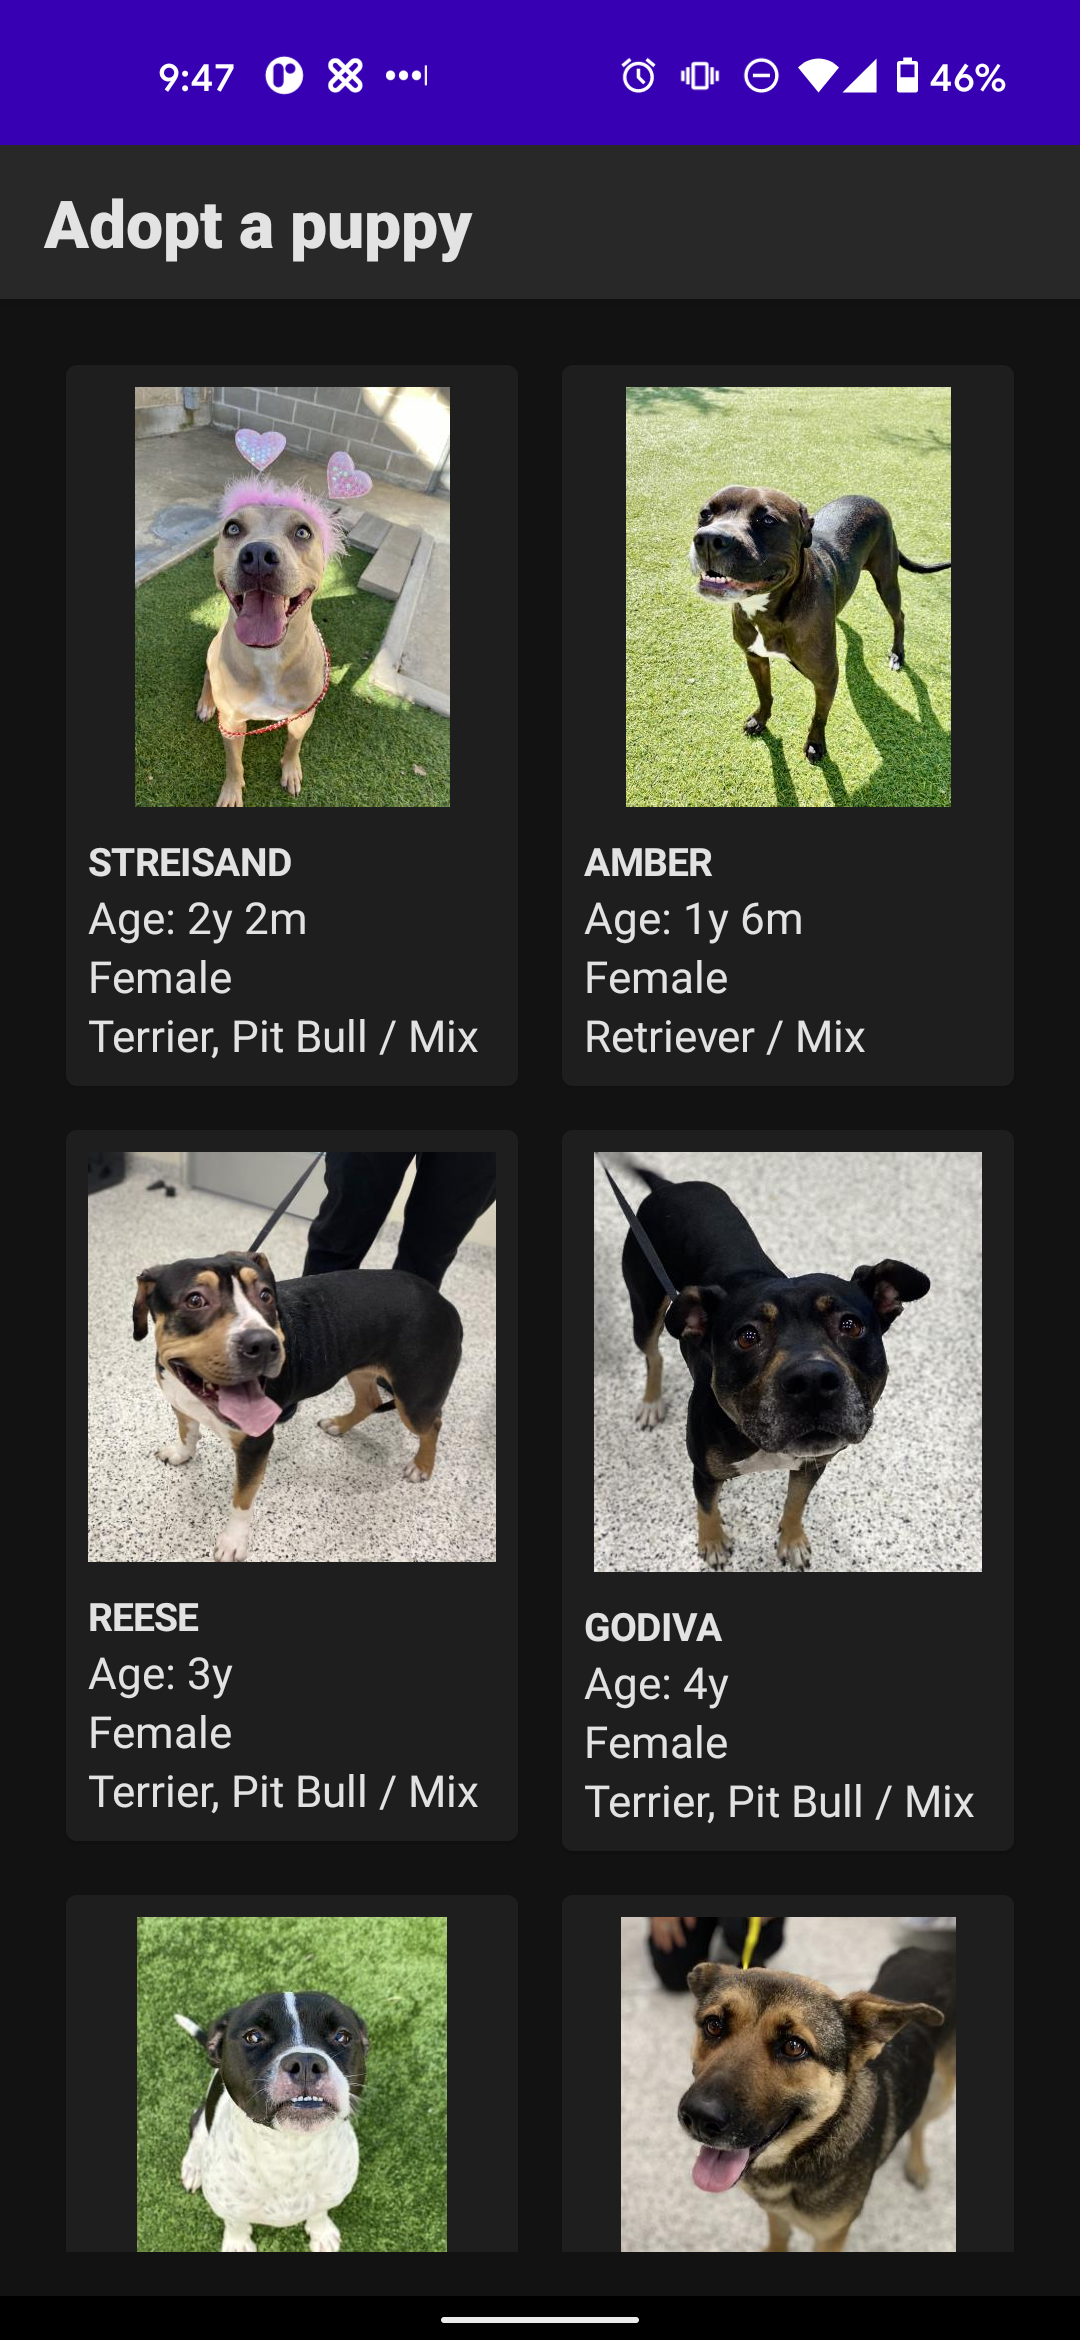 9:47
46%
Adopt a puppy
STREISAND
Age: 2y 2m
Female
Terrier, Pit Bull / Mix
AMBER
Age: 1y 6m
Female
Retriever / Mix
REESE
Age: 3y
Female
Terrier, Pit Bull / Mix
GODIVA
Age: 4y
Female
Terrier, Pit Bull / Mix